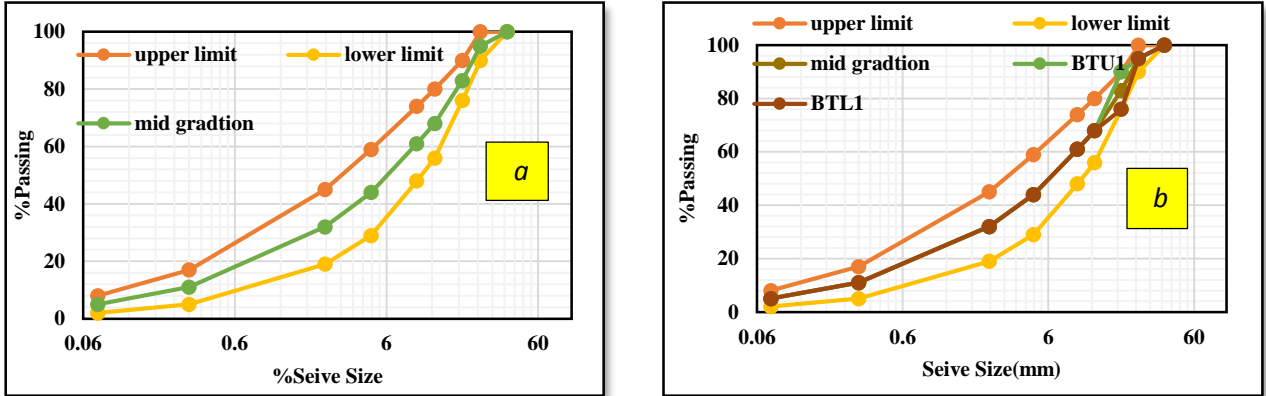 100
80
60
40
20
0
%Passing
upper limit
lower limit
mid gradtion
a
0.06
0.6
6
60
%Seive Size
100
80
60
40
20
0
%Passing
upper limit
lower limit
mid gradtion
BTU1
BTL1
b
0.06
0.6
6
60
Seive Size(mm)